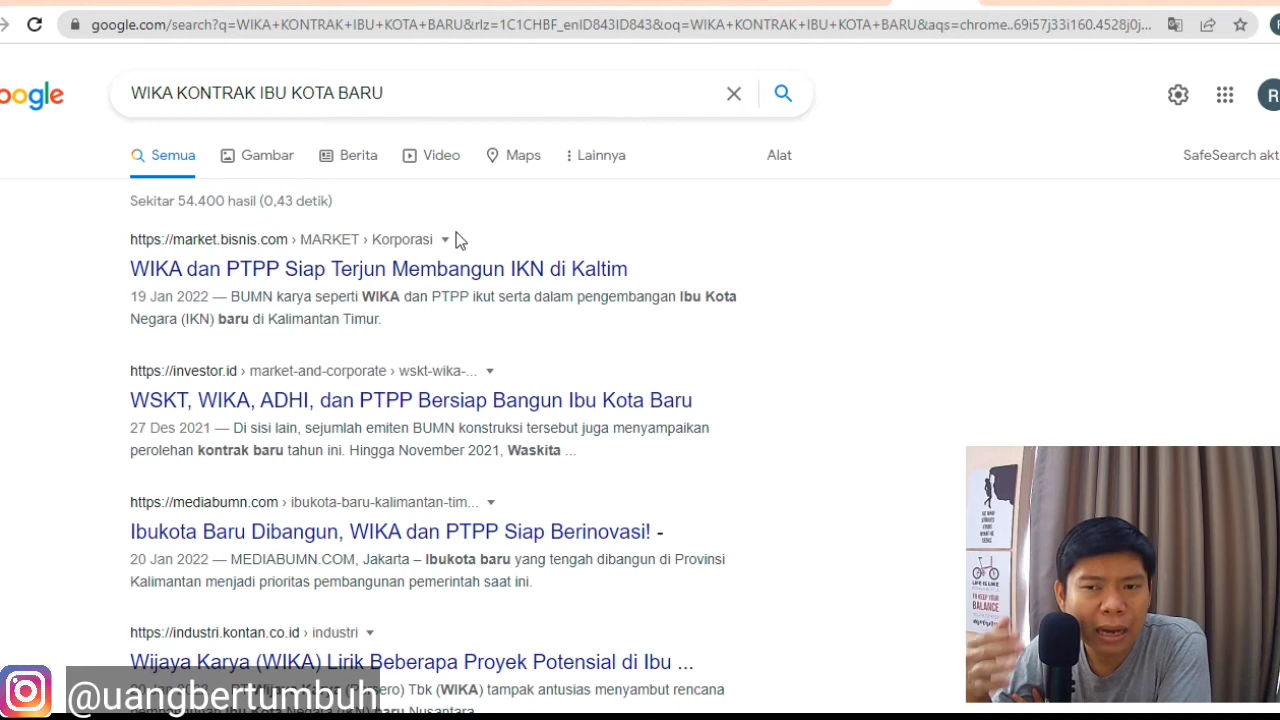 google.com/search?q=WIKA+KONTRAK+IBU+KOTA+BARU&rlz=1C1CHBF_enID843ID843&oq=WIKA+KONTRAK+IBU+KOTA+BARU&aqs=chrome..69i57j33i160.4528j0j...
oogle
WIKA KONTRAK IBU KOTA BARU
R
Semua
Gambar
Berita
Video
Maps
Lainnya
Alat
SafeSearch akt
Sekitar 54.400 hasil (0,43 detik)
https://market.bisnis.com › MARKET › Korporasi
WIKA dan PTPP Siap Terjun Membangun IKN di Kaltim
19 Jan 2022 — BUMN karya seperti WIKA dan PTPP ikut serta dalam pengembangan Ibu Kota
Negara (IKN) baru di Kalimantan Timur.
https://investor.id › market-and-corporate › wskt-wika-...
WSKT, WIKA, ADHI, dan PTPP Bersiap Bangun Ibu Kota Baru
27 Des 2021 — Di sisi lain, sejumlah emiten BUMN konstruksi tersebut juga menyampaikan
perolehan kontrak baru tahun ini. Hingga November 2021, Waskita ...
https://mediabumn.com › ibukota-baru-kalimantan-tim...
Ibukota Baru Dibangun, WIKA dan PTPP Siap Berinovasi! -
20 Jan 2022 — MEDIABUMN.COM, Jakarta – Ibukota baru yang tengah dibangun di Provinsi
Kalimantan menjadi prioritas pembangunan pemerintah saat ini.
https://industri.kontan.co.id › industri
Wijaya Karya (WIKA) Lirik Beberapa Proyek Potensial di Ibu ...
Tbk (WIKA) tampak antusias menyambut rencana
baru Nusantara.
@uangbertumbuh
LIFE IS LIKE
TO KEEP YOUR
BALANCE